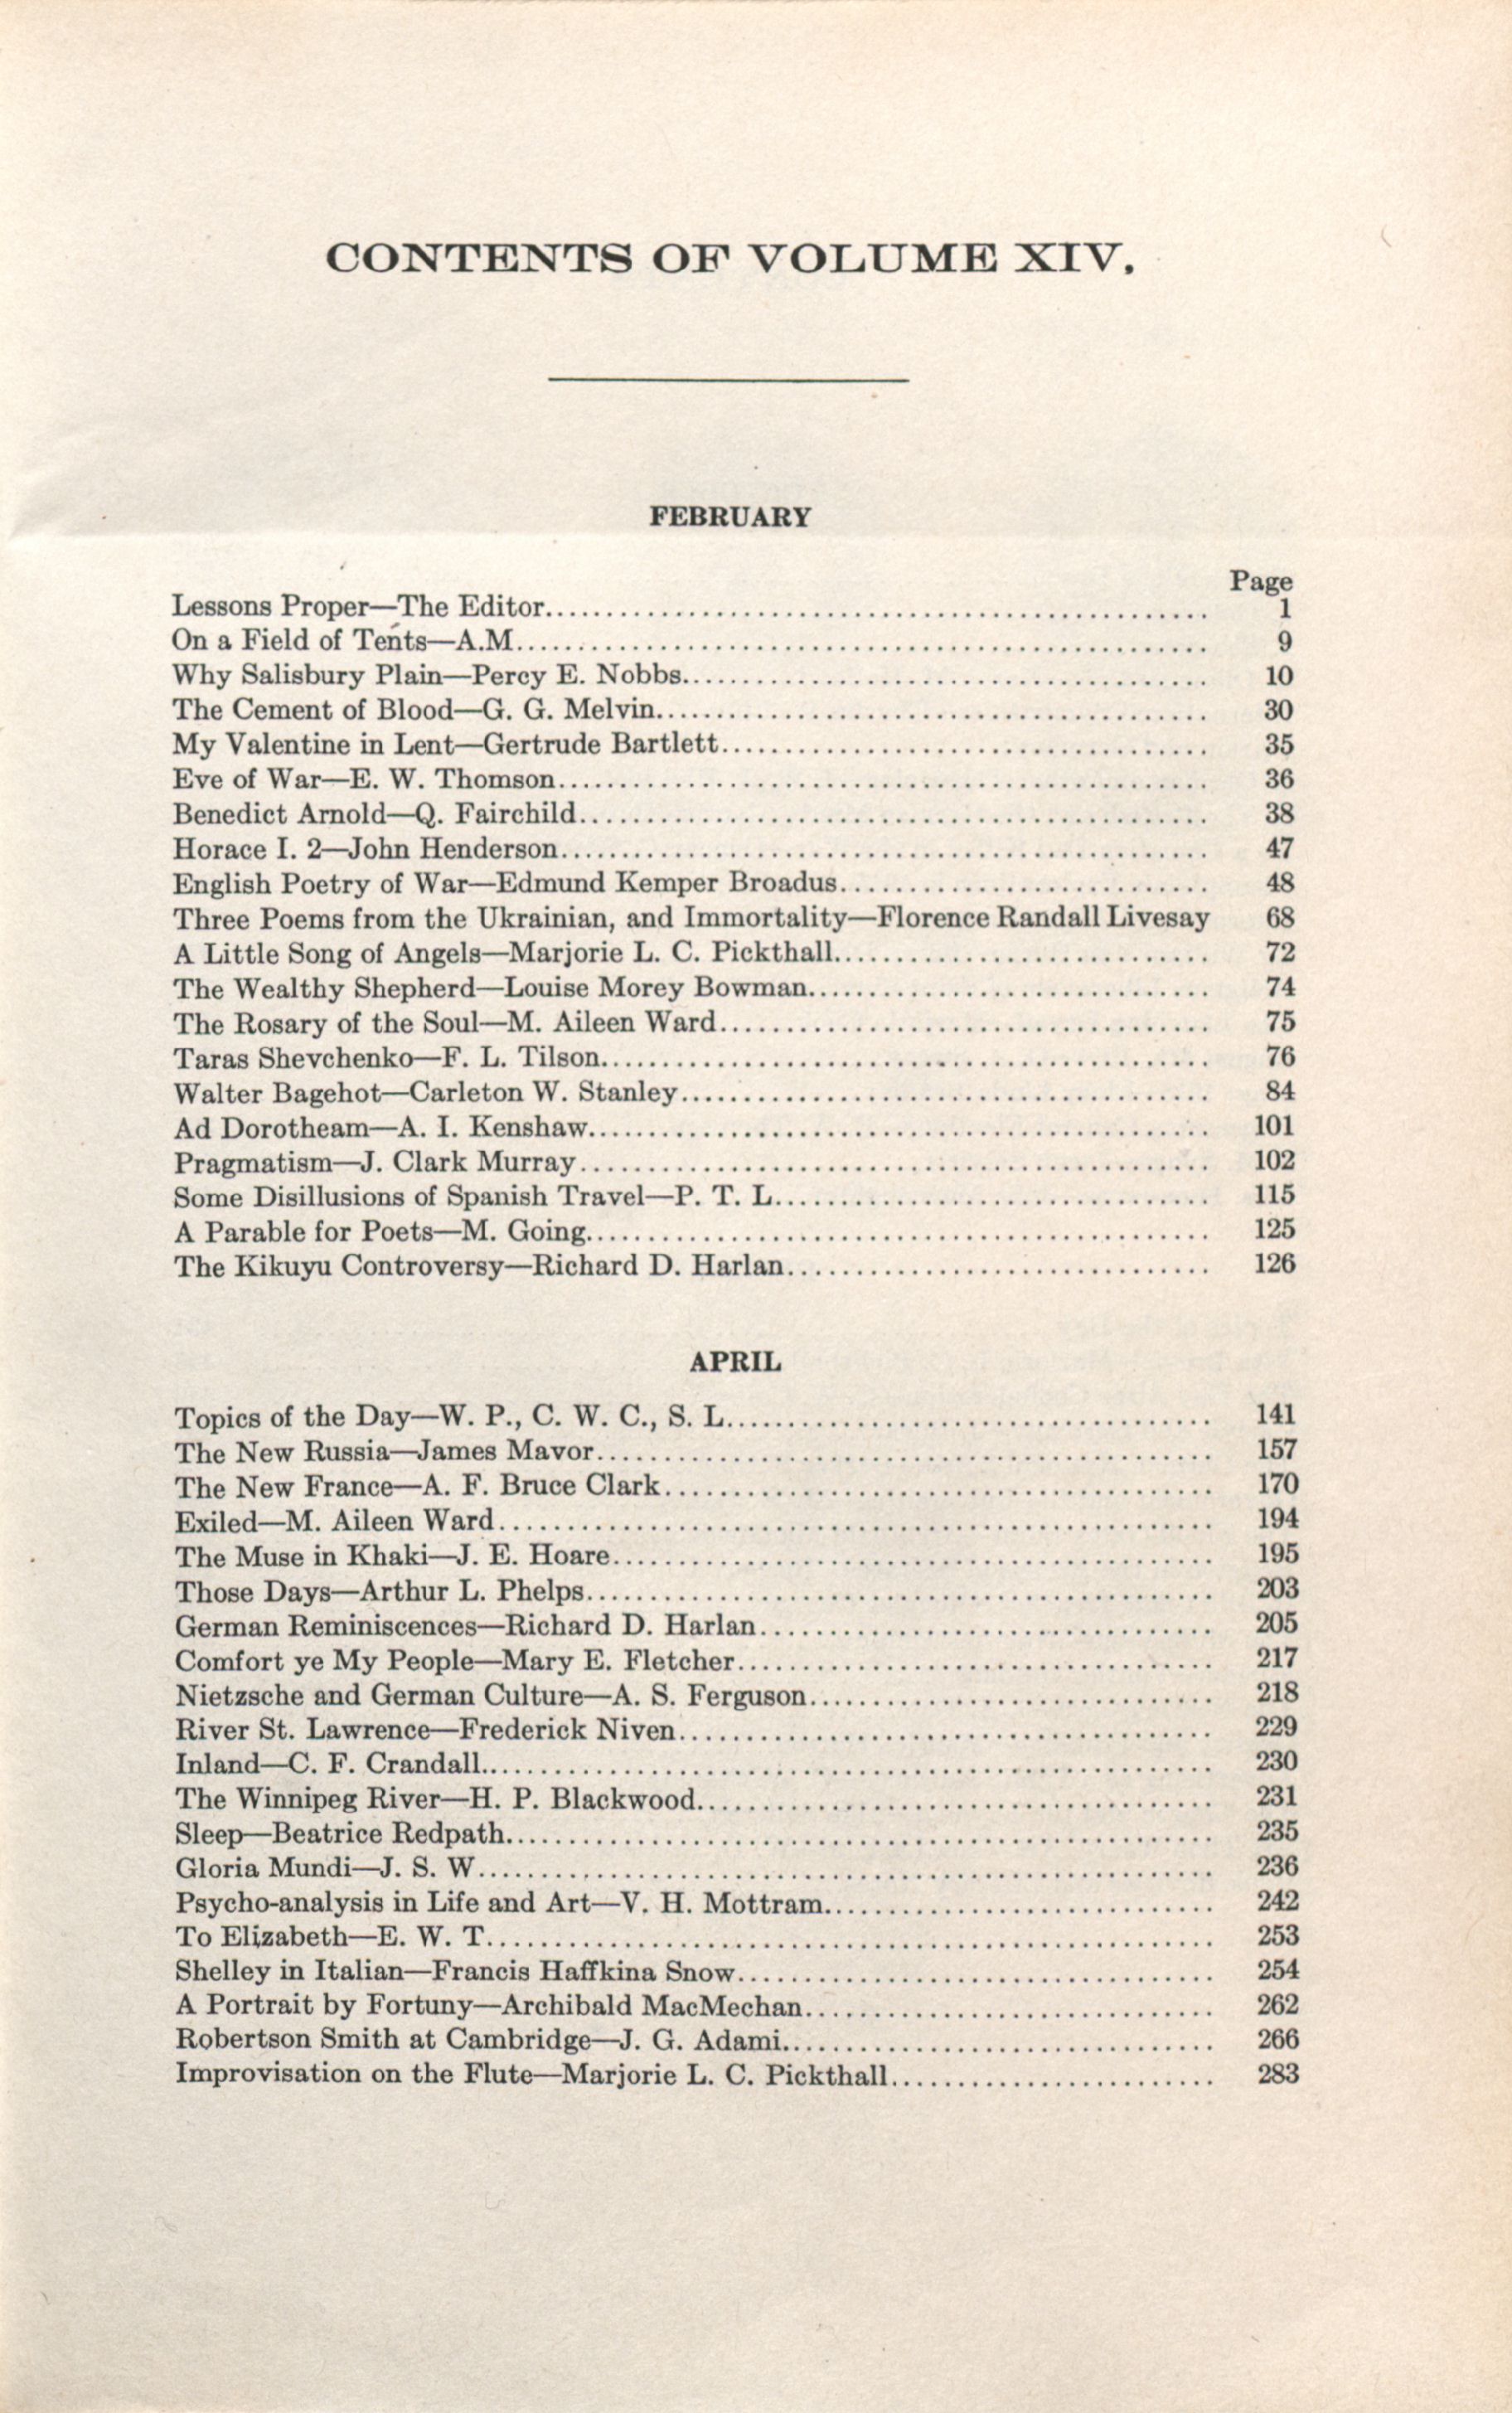 CONTENTS OF VOLUME XIV.
FEBRUARY
Page
Lessons Proper—The Editor........ 1
On a Field of Tents—A.M........ 9
Why Salisbury Plain—Percy E. Nobbs........ 10
The Cement of Blood—G. G. Melvin........ 30
My Valentine in Lent—Gertrude Bartlett........ 35
Eve of War—E. W. Thomson........ 36
Benedict Arnold—Q. Fairchild........ 38
Horace I. 2—John Henderson........ 47
English Poetry of War—Edmund Kemper Broadus........ 48
Three Poems from the Ukrainian, and Immortality—Florence Randall Livesay 68
A Little Song of Angels—Marjorie L. C. Pickthall........ 72
The Wealthy Shepherd—Louise Morey Bowman........ 74
The Rosary of the Soul—M. Aileen Ward........ 75
Taras Shevchenko—F. L. Tilson........ 76
Walter Bagehot—Carleton W. Stanley........ 84
Ad Dorotheam—A. I. Kenshaw........ 101
Pragmatism—J. Clark Murray........ 102
Some Disillusions of Spanish Travel—P. T. L........ 115
A Parable for Poets—M. Going........ 125
The Kikuyu Controversy—Richard D. Harlan........ 126
APRIL
Topics of the Day—W. P., C. W. C., S. L........ 141
The New Russia—James Mavor........ 157
The New France—A. F. Bruce Clark........ 170
Exiled—M. Aileen Ward........ 194
The Muse in Khaki—J. E. Hoare........ 195
Those Days—Arthur L. Phelps........ 203
German Reminiscences—Richard D. Harlan........ 205
Comfort ye My People—Mary E. Fletcher........ 217
Nietzsche and German Culture—A. S. Ferguson........ 218
River St. Lawrence—Frederick Niven........ 229
Inland—C. F. Crandall........ 230
The Winnipeg River—H. P. Blackwood........ 231
Sleep—Beatrice Redpath........ 235
Gloria Mundi—J. S. W........ 236
Psycho-analysis in Life and Art—V. H. Mottram........ 242
To Elizabeth—E. W. T........ 253
Shelley in Italian—Francis Haffkina Snow........ 254
A Portrait by Fortuny—Archibald MacMechan........ 262
Robertson Smith at Cambridge—J. G. Adami........ 266
Improvisation on the Flute—Marjorie L. C. Pickthall........ 283